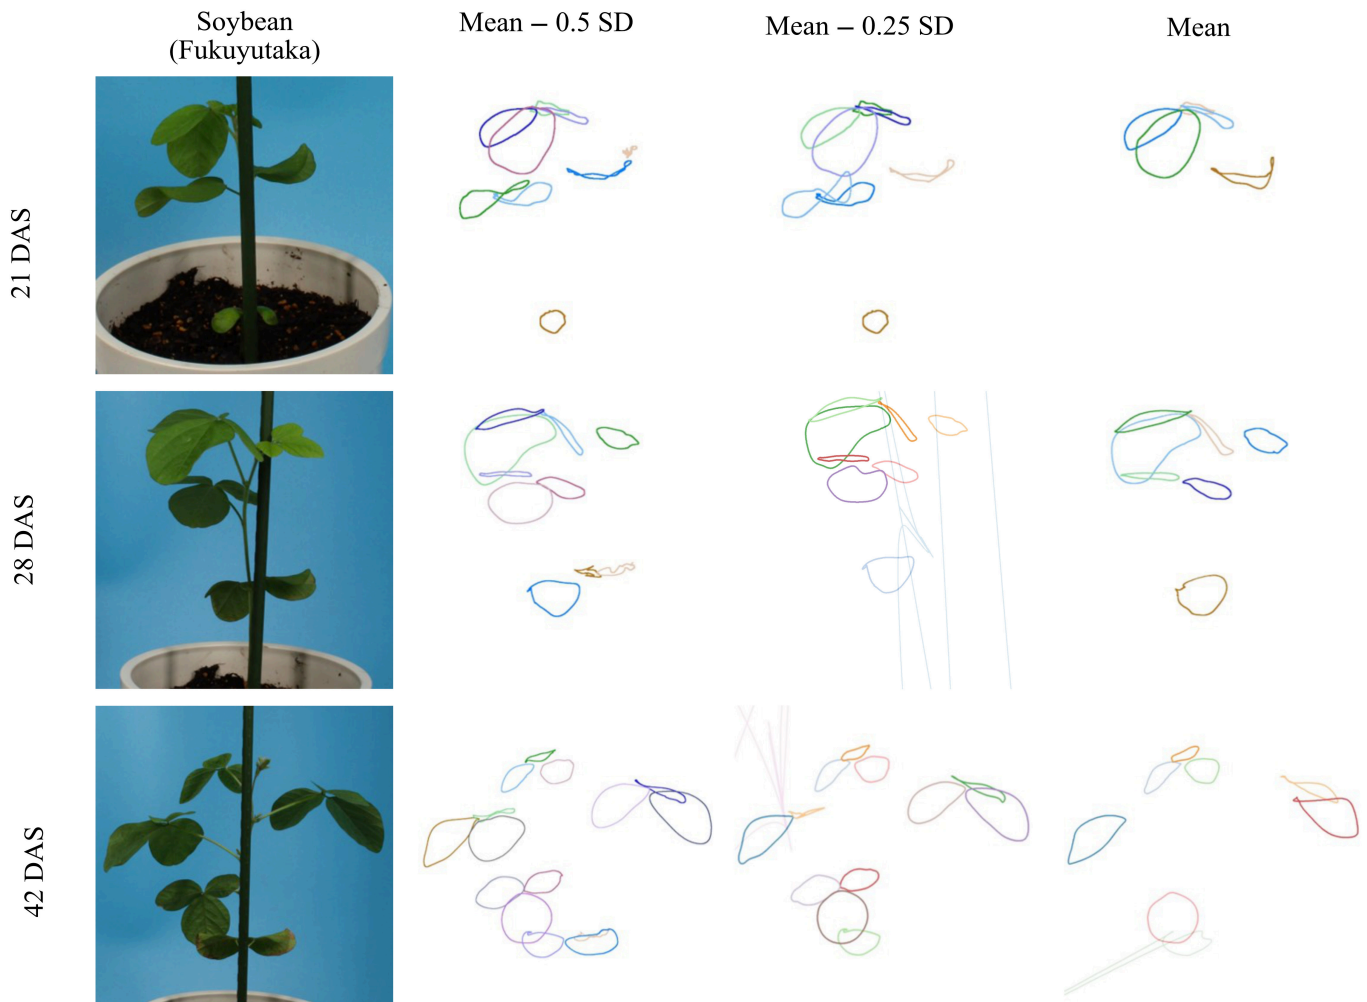 Soybean
(Fukuyutaka)
Mean – 0.5 SD
Mean – 0.25 SD
Mean
21 DAS
28 DAS
42 DAS